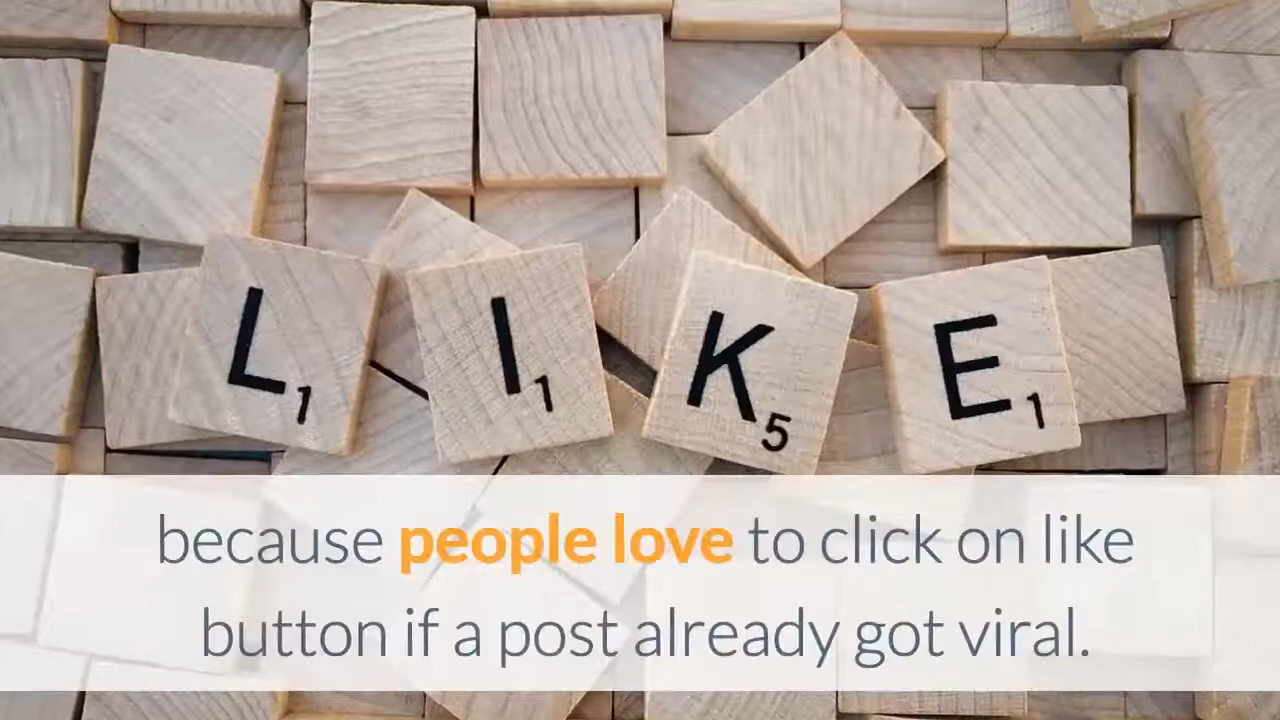 L1 I1 K5 E1
because people love to click on like
button if a post already got viral.